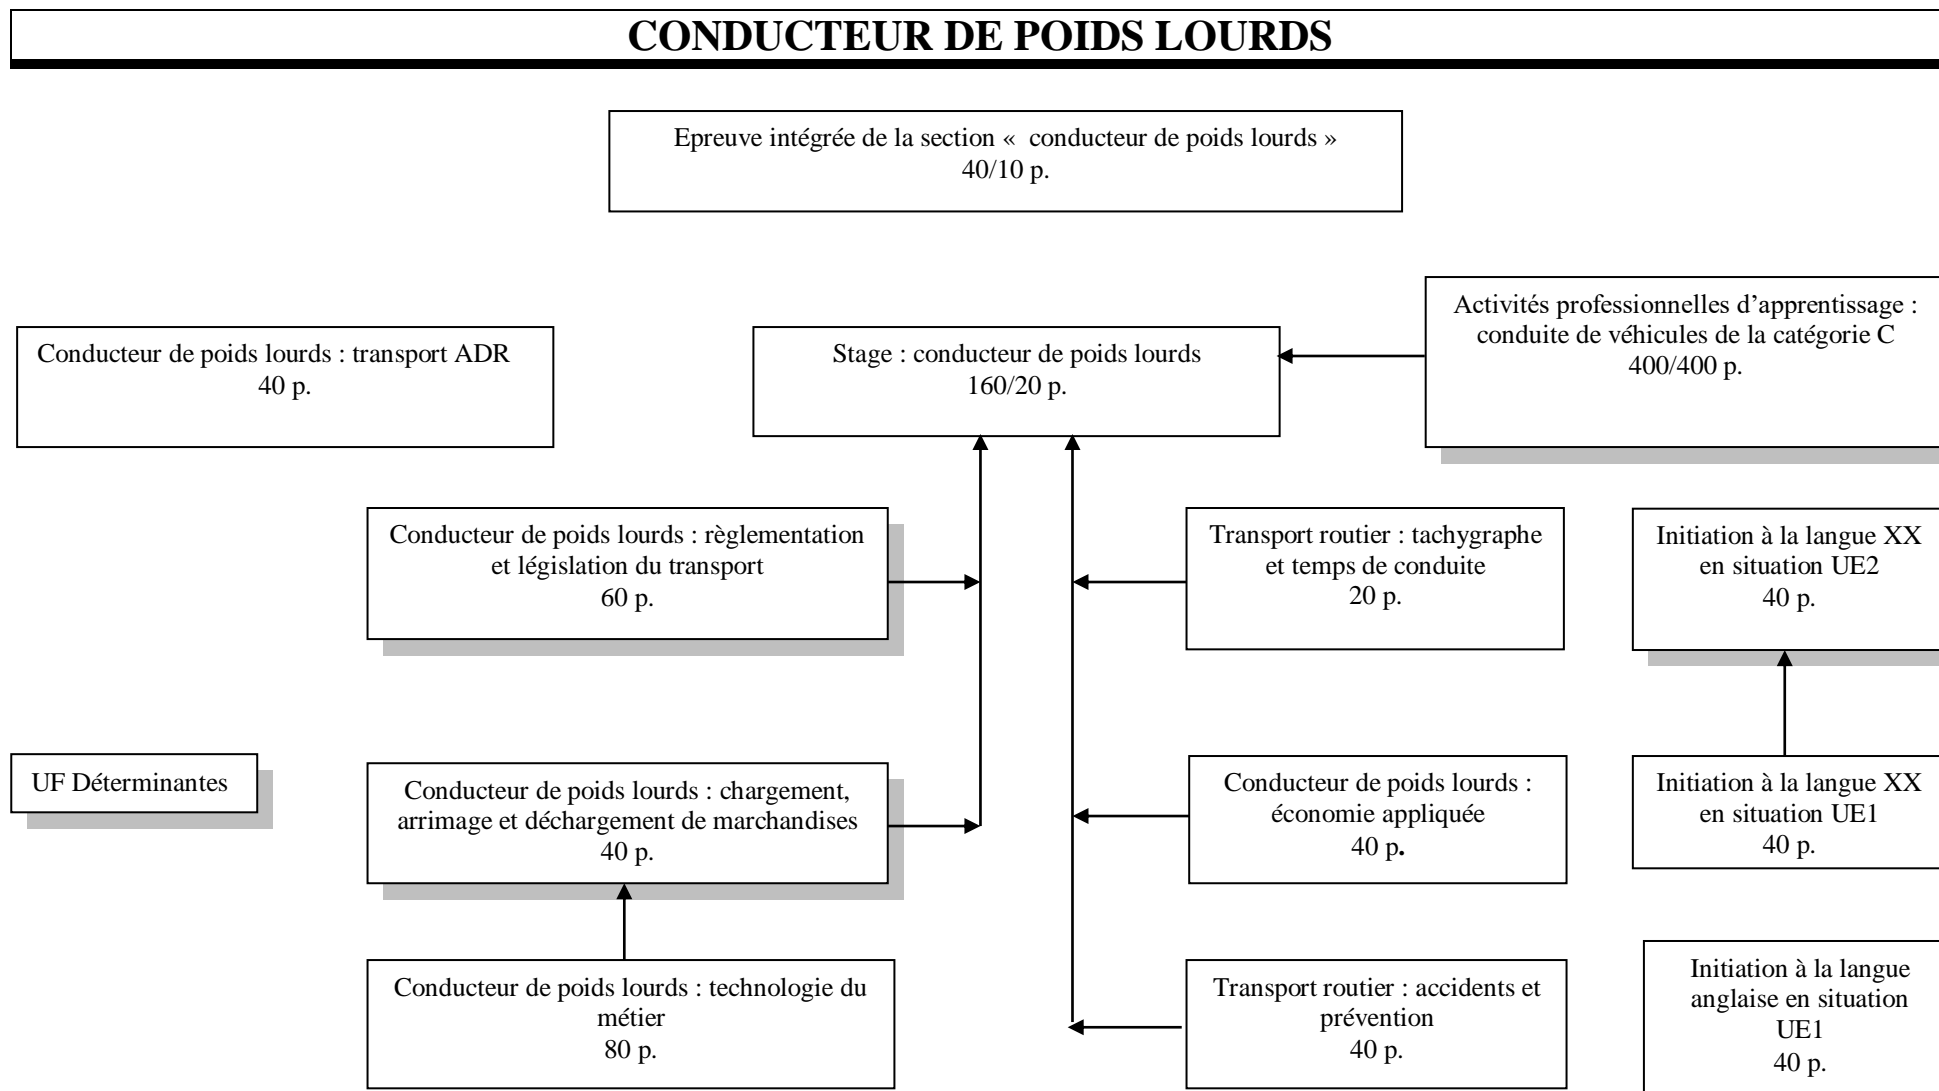 CONDUCTEUR DE POIDS LOURDS
Epreuve intégrée de la section «  conducteur de poids lourds »
40/10 p.
Activités professionnelles d’apprentissage :
conduite de véhicules de la catégorie C
400/400 p.
Conducteur de poids lourds : transport ADR
40 p.
Stage : conducteur de poids lourds
160/20 p.
Conducteur de poids lourds : règlementation
et législation du transport
60 p.
Transport routier : tachygraphe
et temps de conduite
20 p.
Initiation à la langue XX
en situation UE2
40 p.
UF Déterminantes
Conducteur de poids lourds : chargement,
arrimage et déchargement de marchandises
40 p.
Conducteur de poids lourds :
économie appliquée
40 p.
Initiation à la langue XX
en situation UE1
40 p.
Conducteur de poids lourds : technologie du
métier
80 p.
Transport routier : accidents et
prévention
40 p.
Initiation à la langue
anglaise en situation
UE1
40 p.